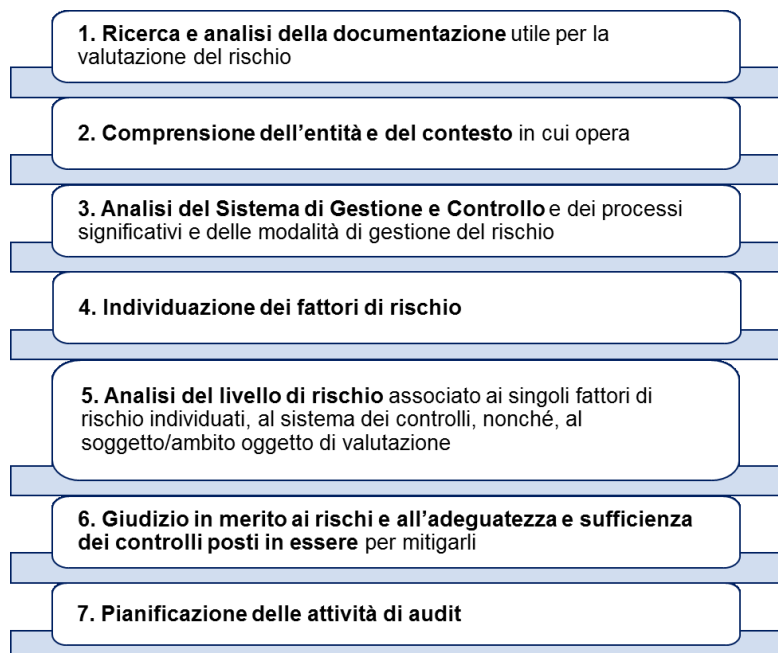 1. Ricerca e analisi della documentazione utile per la
valutazione del rischio
2. Comprensione dell'entità e del contesto in cui opera
3. Analisi del Sistema di Gestione e Controllo e dei processi
significativi e delle modalità di gestione del rischio
4. Individuazione dei fattori di rischio
5. Analisi del livello di rischio associato ai singoli fattori di
rischio individuati, al sistema dei controlli, nonché, al
soggetto/ambito oggetto di valutazione
6. Giudizio in merito ai rischi e all'adeguatezza e sufficienza
dei controlli posti in essere per mitigarli
7. Pianificazione delle attività di audit